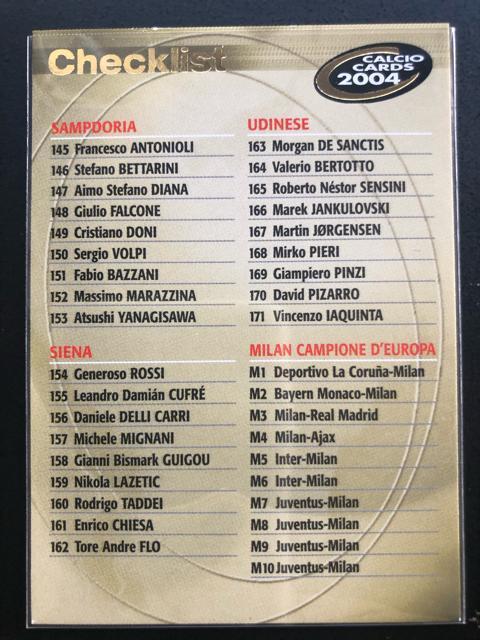 Checklist
CALCIO
CARDS
2004
SAMPDORIA
145 Francesco ANTONIOLI
146 Stefano BETTARINI
147 Aimo Stefano DIANA
148 Giulio FALCONE
149 Cristiano DONI
150 Sergio VOLPI
151 Fabio BAZZANI
152 Massimo MARAZZINA
153 Atsushi YANAGISAWA
SIENA
154 Generoso ROSSI
155 Leandro Damián CUFRÉ
156 Daniele DELLI CARRI
157 Michele MIGNANI
158 Gianni Bismark GUIGOU
159 Nikola LAZETIC
160 Rodrigo TADDEI
161 Enrico CHIESA
162 Tore Andre FLO
UDINESE
163 Morgan DE SANCTIS
164 Valerio BERTOTTO
165 Roberto Néstor SENSINI
166 Marek JANKULOVSKI
167 Martin JØRGENSEN
168 Mirko PIERI
169 Giampiero PINZI
170 David PIZARRO
171 Vincenzo IAQUINTA
MILAN CAMPIONE D'EUROPA
M1 Deportivo La Coruña-Milan
M2 Bayern Monaco-Milan
M3 Milan-Real Madrid
M4 Milan-Ajax
M5 Inter-Milan
M6 Inter-Milan
M7 Juventus-Milan
M8 Juventus-Milan
M9 Juventus-Milan
M10 Juventus-Milan